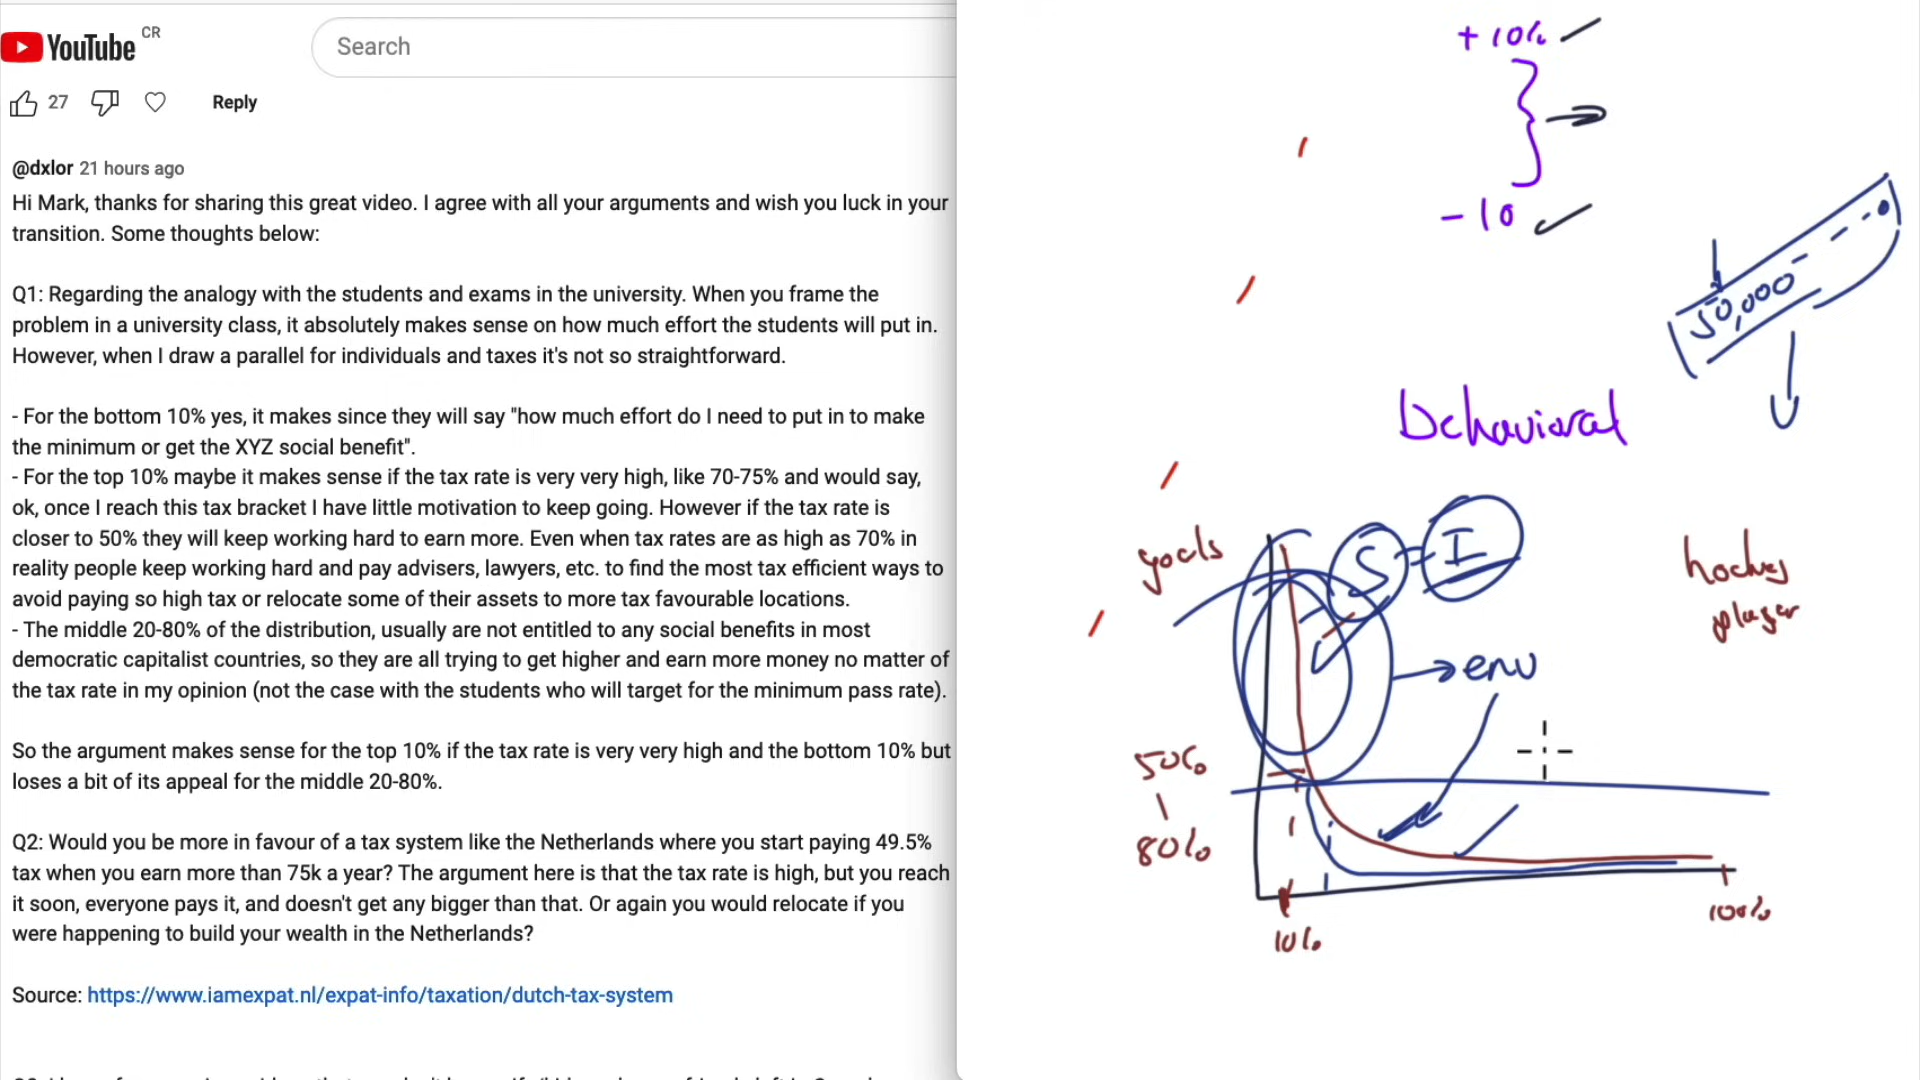 YouTube CR
Search
27
Reply
@dxlor 21 hours ago
Hi Mark, thanks for sharing this great video. I agree with all your arguments and wish you luck in your
transition. Some thoughts below:
Q1: Regarding the analogy with the students and exams in the university. When you frame the
problem in a university class, it absolutely makes sense on how much effort the students will put in.
However, when I draw a parallel for individuals and taxes it's not so straightforward.
- For the bottom 10% yes, it makes since they will say "how much effort do I need to put in to make
the minimum or get the XYZ social benefit".
- For the top 10% maybe it makes sense if the tax rate is very very high, like 70-75% and would say,
ok, once I reach this tax bracket I have little motivation to keep going. However if the tax rate is
closer to 50% they will keep working hard to earn more. Even when tax rates are as high as 70% in
reality people keep working hard and pay advisers, lawyers, etc. to find the most tax efficient ways to
avoid paying so high tax or relocate some of their assets to more tax favourable locations.
- The middle 20-80% of the distribution, usually are not entitled to any social benefits in most
democratic capitalist countries, so they are all trying to get higher and earn more money no matter of
the tax rate in my opinion (not the case with the students who will target for the minimum pass rate).
So the argument makes sense for the top 10% if the tax rate is very very high and the bottom 10% but
loses a bit of its appeal for the middle 20-80%.
Q2: Would you be more in favour of a tax system like the Netherlands where you start paying 49.5%
tax when you earn more than 75k a year? The argument here is that the tax rate is high, but you reach
it soon, everyone pays it, and doesn't get any bigger than that. Or again you would relocate if you
were happening to build your wealth in the Netherlands?
Source: https://www.iamexpat.nl/expat-info/taxation/dutch-tax-system
+10%
-10
50,000
Behavioral
goals
S = I
hockey
player
env
50%
80%
10%
100%